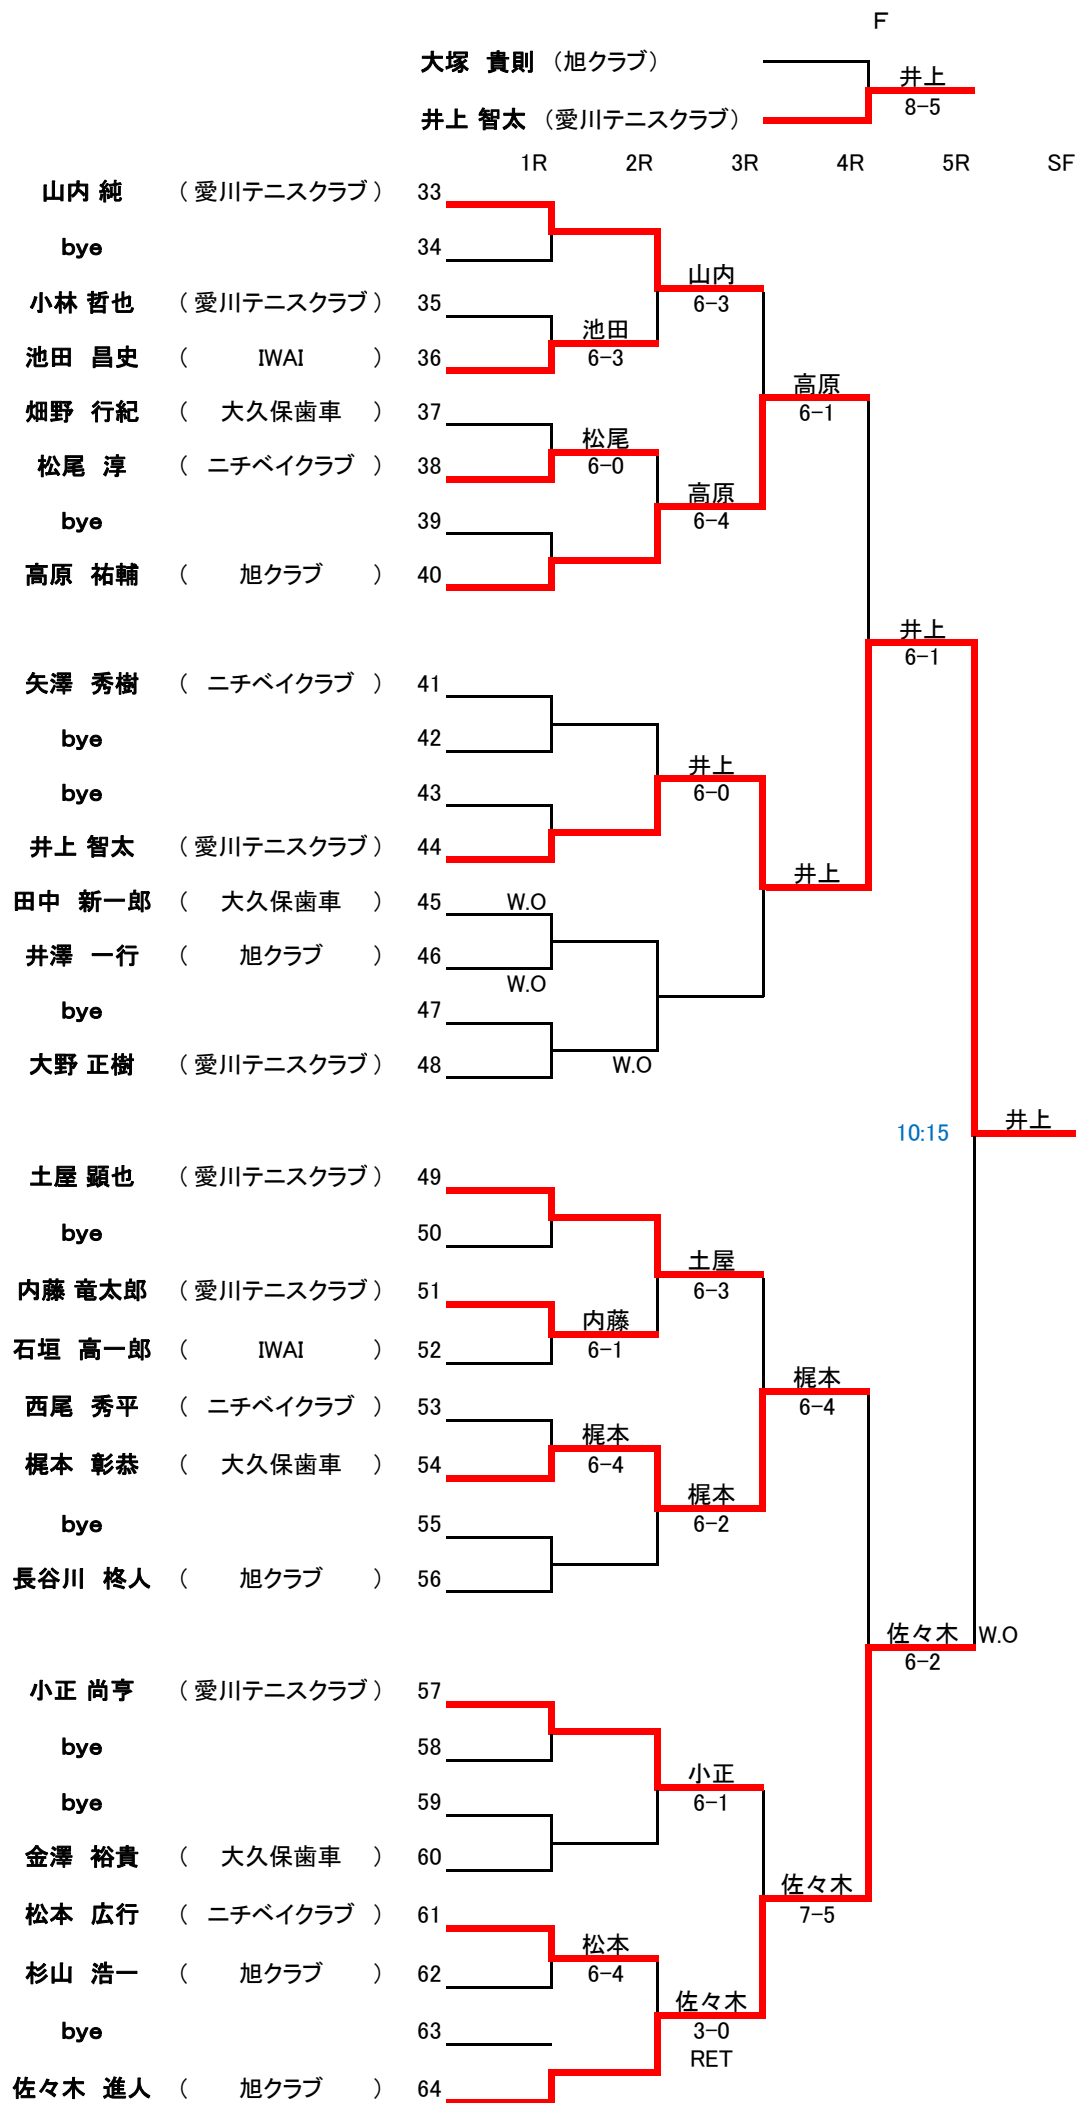 F
大塚 貴則 （旭クラブ）
井上
8-5
井上 智太 （愛川テニスクラブ）
1R 2R 3R 4R 5R SF
山内 純 （ 愛川テニスクラブ ） 33
bye 34
山内
6-3
小林 哲也 （ 愛川テニスクラブ ） 35
池田
池田 昌史 （ IWAI ） 36
6-3
高原
6-1
畑野 行紀 （ 大久保歯車 ） 37
松尾
松尾 淳 （ ニチベイクラブ ） 38
6-0
高原
6-4
bye 39
高原 祐輔 （ 旭クラブ ） 40
井上
6-1
矢澤 秀樹 （ ニチベイクラブ ） 41
bye 42
井上
6-0
bye 43
井上 智太 （ 愛川テニスクラブ ） 44
井上
田中 新一郎 （ 大久保歯車 ） 45 W.O
井澤 一行 （ 旭クラブ ） 46
W.O
bye 47
大野 正樹 （ 愛川テニスクラブ ） 48 W.O
井上
10:15
土屋 顕也 （ 愛川テニスクラブ ） 49
bye 50
土屋
6-3
内藤 竜太郎 （ 愛川テニスクラブ ） 51
内藤
石垣 高一郎 （ IWAI ） 52
6-1
梶本
6-4
西尾 秀平 （ ニチベイクラブ ） 53
梶本
梶本 彰恭 （ 大久保歯車 ） 54
6-4
梶本
6-2
bye 55
長谷川 柊人 （ 旭クラブ ） 56
佐々木 W.O
6-2
小正 尚亨 （ 愛川テニスクラブ ） 57
bye 58
小正
6-1
bye 59
金澤 裕貴 （ 大久保歯車 ） 60
佐々木
7-5
松本 広行 （ ニチベイクラブ ） 61
松本
杉山 浩一 （ 旭クラブ ） 62
6-4
佐々木
3-0
bye 63
RET
佐々木 進人 （ 旭クラブ ） 64